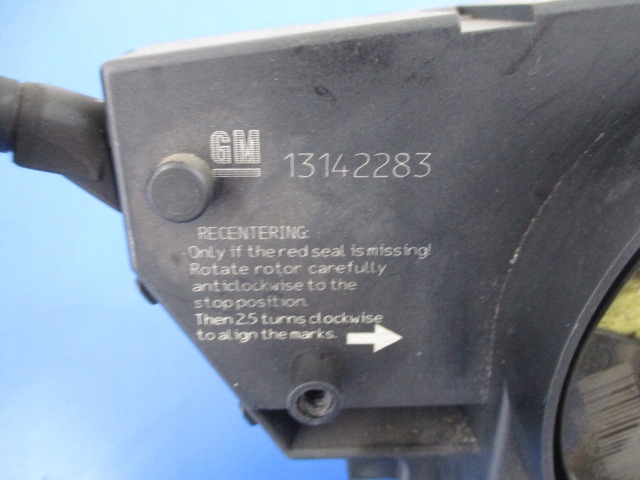 GM 13142283
RECENTERING:
Only if the red seal is missing!
Rotate rotor carefully
anticlockwise to the
stop position.
Then 2.5 turns clockwise
to align the marks.